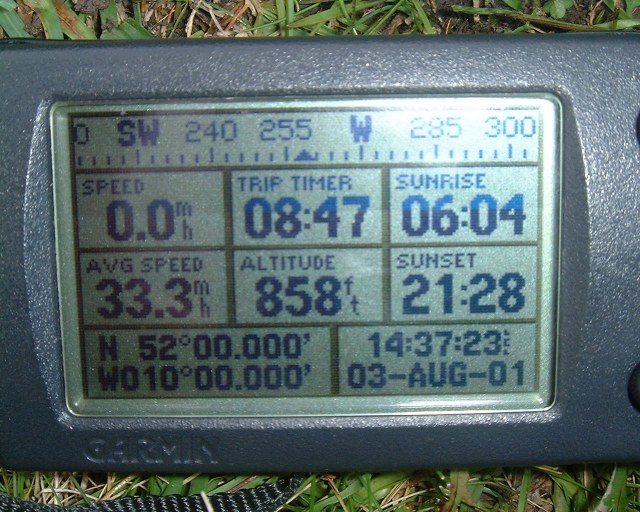 0 SW 240 255 W 285 300
SPEED TRIP TIMER SUNRISE
0.0 m/h 08:47 06:04
AVG SPEED ALTITUDE SUNSET
33.3 m/h 858 ft 21:28
N 52°00.000' 14:37:23
W010°00.000' 03-AUG-01
GARMIN